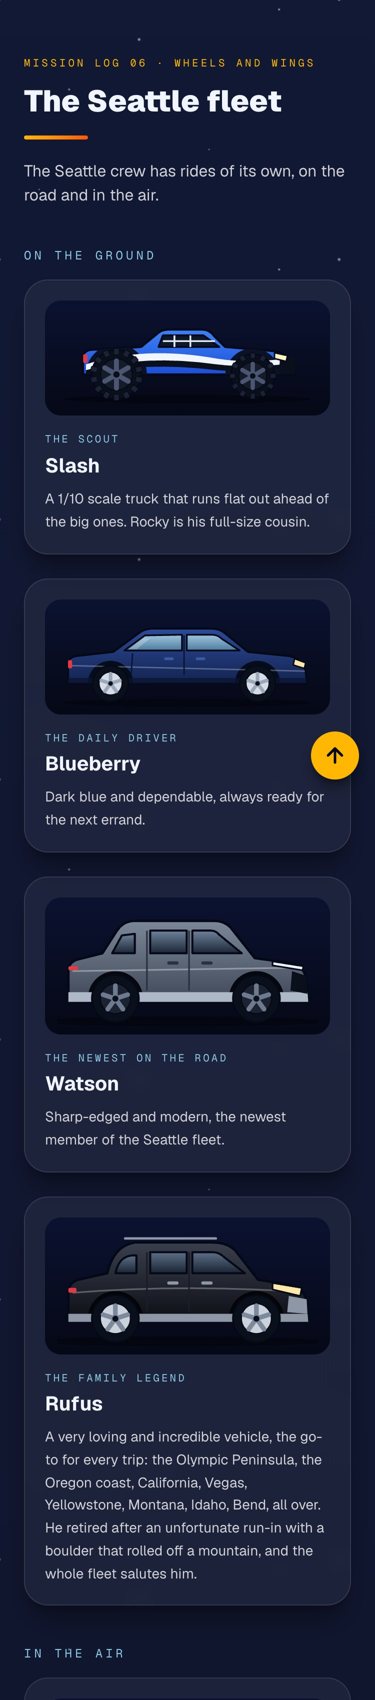 MISSION LOG 06 · WHEELS AND WINGS
The Seattle fleet
The Seattle crew has rides of its own, on the
road and in the air.
ON THE GROUND
THE SCOUT
Slash
A 1/10 scale truck that runs flat out ahead of
the big ones. Rocky is his full-size cousin.
THE DAILY DRIVER
Blueberry
Dark blue and dependable, always ready for
the next errand.
THE NEWEST ON THE ROAD
Watson
Sharp-edged and modern, the newest
member of the Seattle fleet.
THE FAMILY LEGEND
Rufus
A very loving and incredible vehicle, the go-
to for every trip: the Olympic Peninsula, the
Oregon coast, California, Vegas,
Yellowstone, Montana, Idaho, Bend, all over.
He retired after an unfortunate run-in with a
boulder that rolled off a mountain, and the
whole fleet salutes him.
IN THE AIR